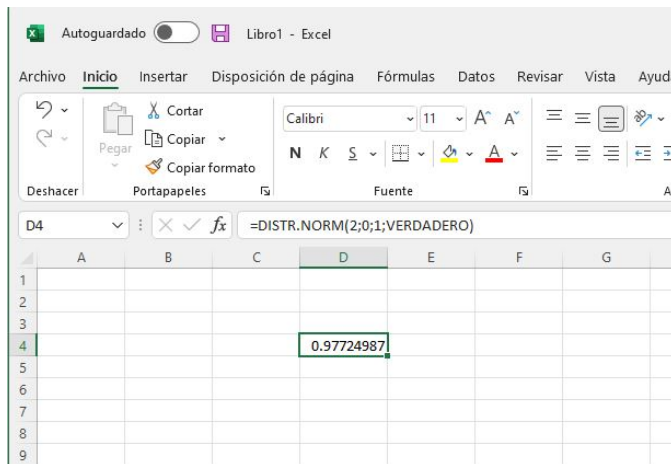 Autoguardado Libro1 - Excel
Archivo Inicio Insertar Disposición de página Fórmulas Datos Revisar Vista Ayud
Pegar
Cortar
Copiar
Copiar formato
Calibri 11 A^ Aˇ
N K S A
Deshacer Portapapeles Fuente A
D4 fx =DISTR.NORM(2;0;1;VERDADERO)
A B C D E F G
1
2
3
4 0.97724987
5
6
7
8
9